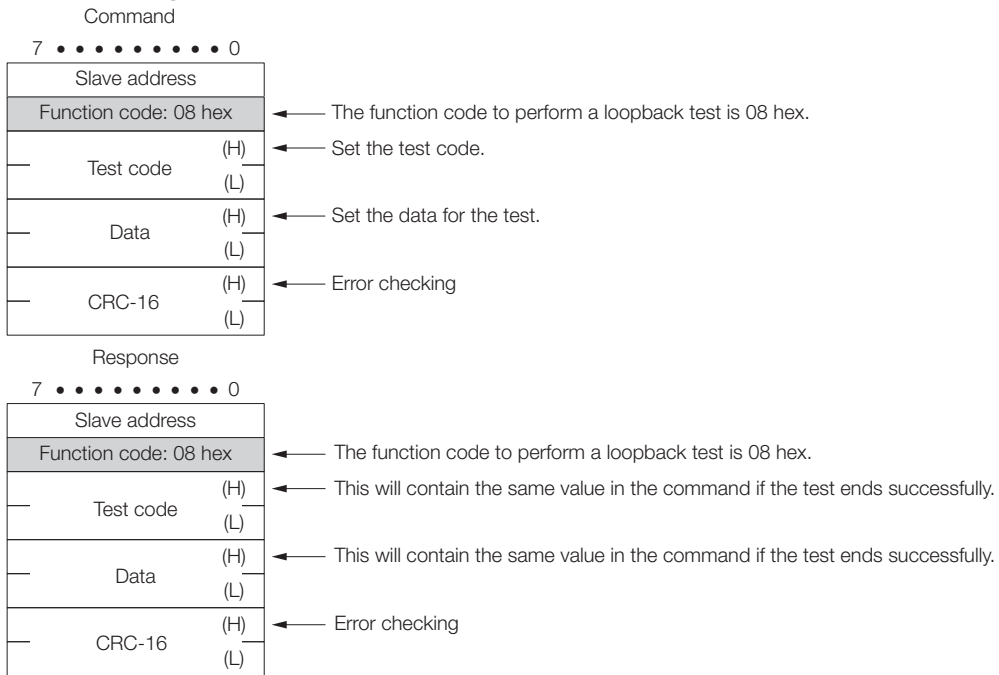 Command
7 • • • • • • • • • 0
Slave address
Function code: 08 hex
The function code to perform a loopback test is 08 hex.
Test code
(H)
Set the test code.
(L)
Data
(H)
Set the data for the test.
(L)
CRC-16
(H)
Error checking
(L)
Response
7 • • • • • • • • • 0
Slave address
Function code: 08 hex
The function code to perform a loopback test is 08 hex.
Test code
(H)
This will contain the same value in the command if the test ends successfully.
(L)
Data
(H)
This will contain the same value in the command if the test ends successfully.
(L)
CRC-16
(H)
Error checking
(L)